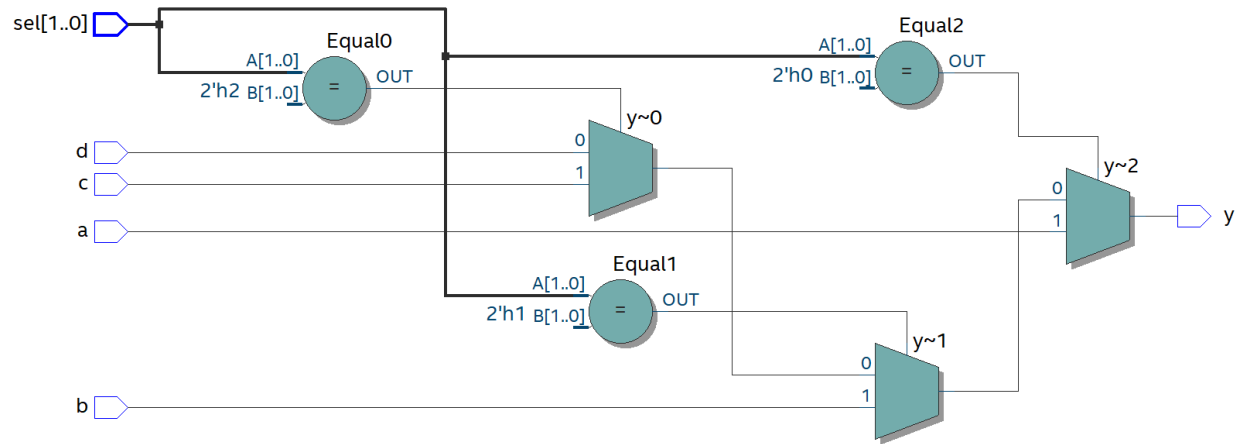 sel[1..0]
Equal0
A[1..0]
2'h2 B[1..0]
=
OUT
Equal2
A[1..0]
2'h0 B[1..0]
=
OUT
y~0
d
0
c
1
y~2
0
1
a
y
Equal1
A[1..0]
2'h1 B[1..0]
=
OUT
y~1
0
1
b